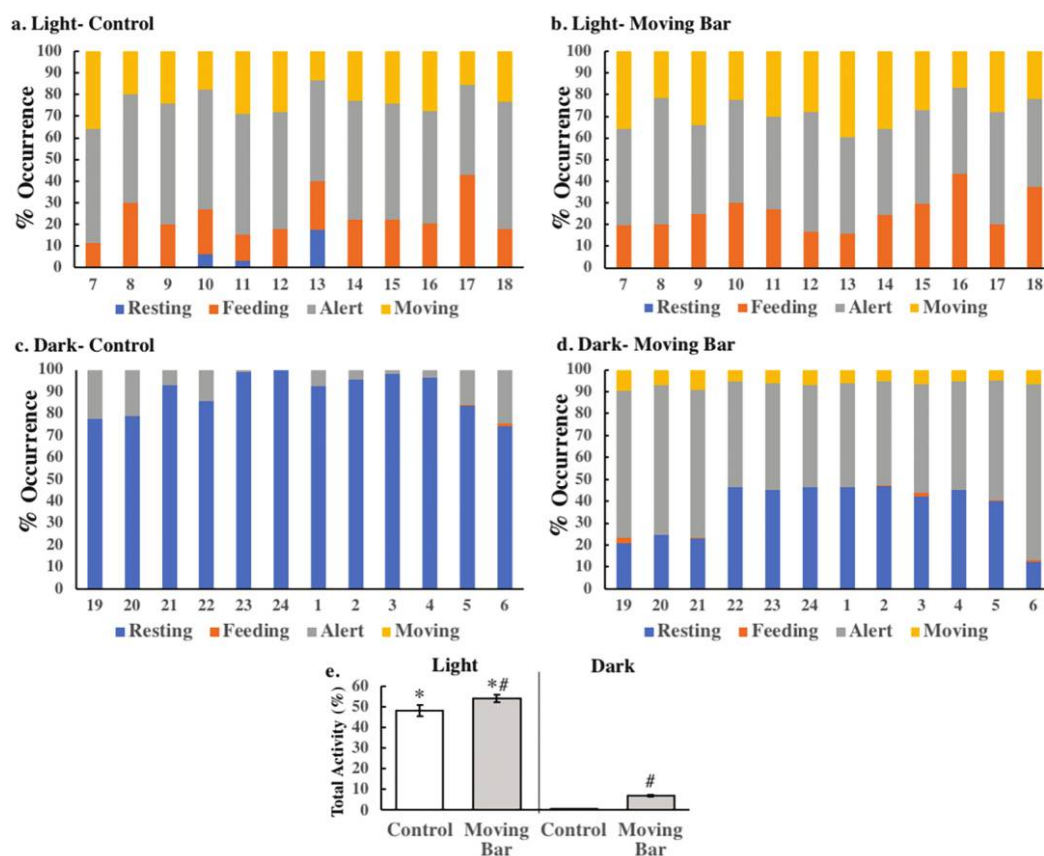 a. Light- Control
100
90
80
70
60
50
40
30
20
10
0
% Occurrence
7 8 9 10 11 12 13 14 15 16 17 18
Resting Feeding Alert Moving
b. Light- Moving Bar
100
90
80
70
60
50
40
30
20
10
0
% Occurrence
7 8 9 10 11 12 13 14 15 16 17 18
Resting Feeding Alert Moving
c. Dark- Control
100
90
80
70
60
50
40
30
20
10
0
% Occurrence
19 20 21 22 23 24 1 2 3 4 5 6
Resting Feeding Alert Moving
d. Dark- Moving Bar
100
90
80
70
60
50
40
30
20
10
0
% Occurrence
19 20 21 22 23 24 1 2 3 4 5 6
Resting Feeding Alert Moving
e. Light Dark
60
50
40
30
20
10
0
Total Activity (%)
* *# #
Control Moving Control Moving
Bar Bar